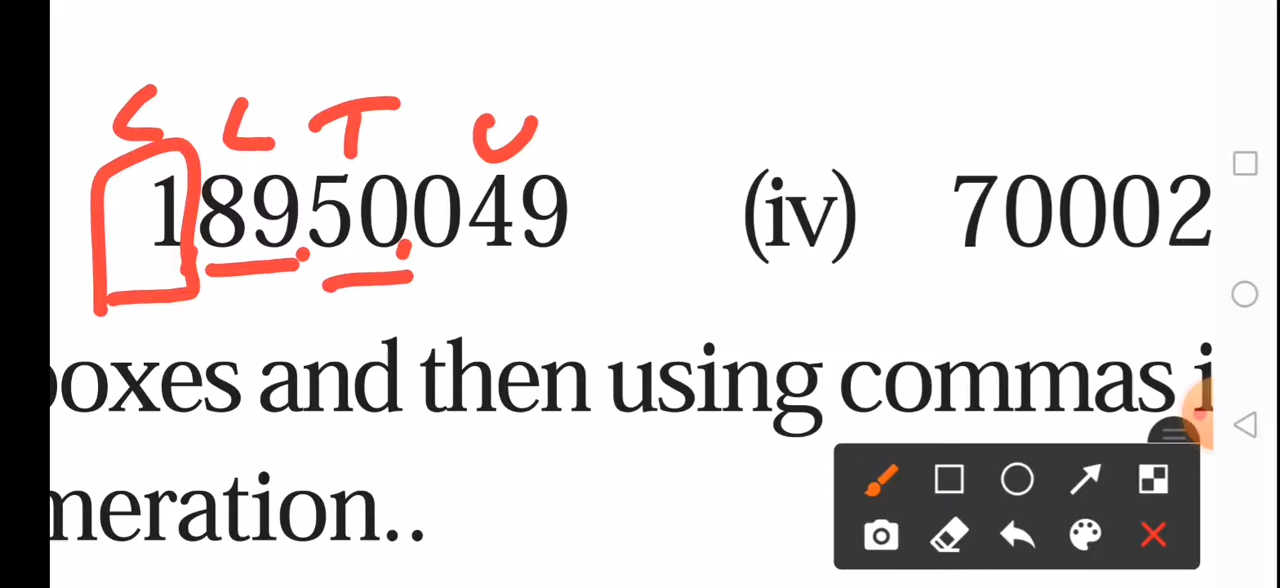 C L T U
18950049 (iv) 70002
boxes and then using commas i
meration..